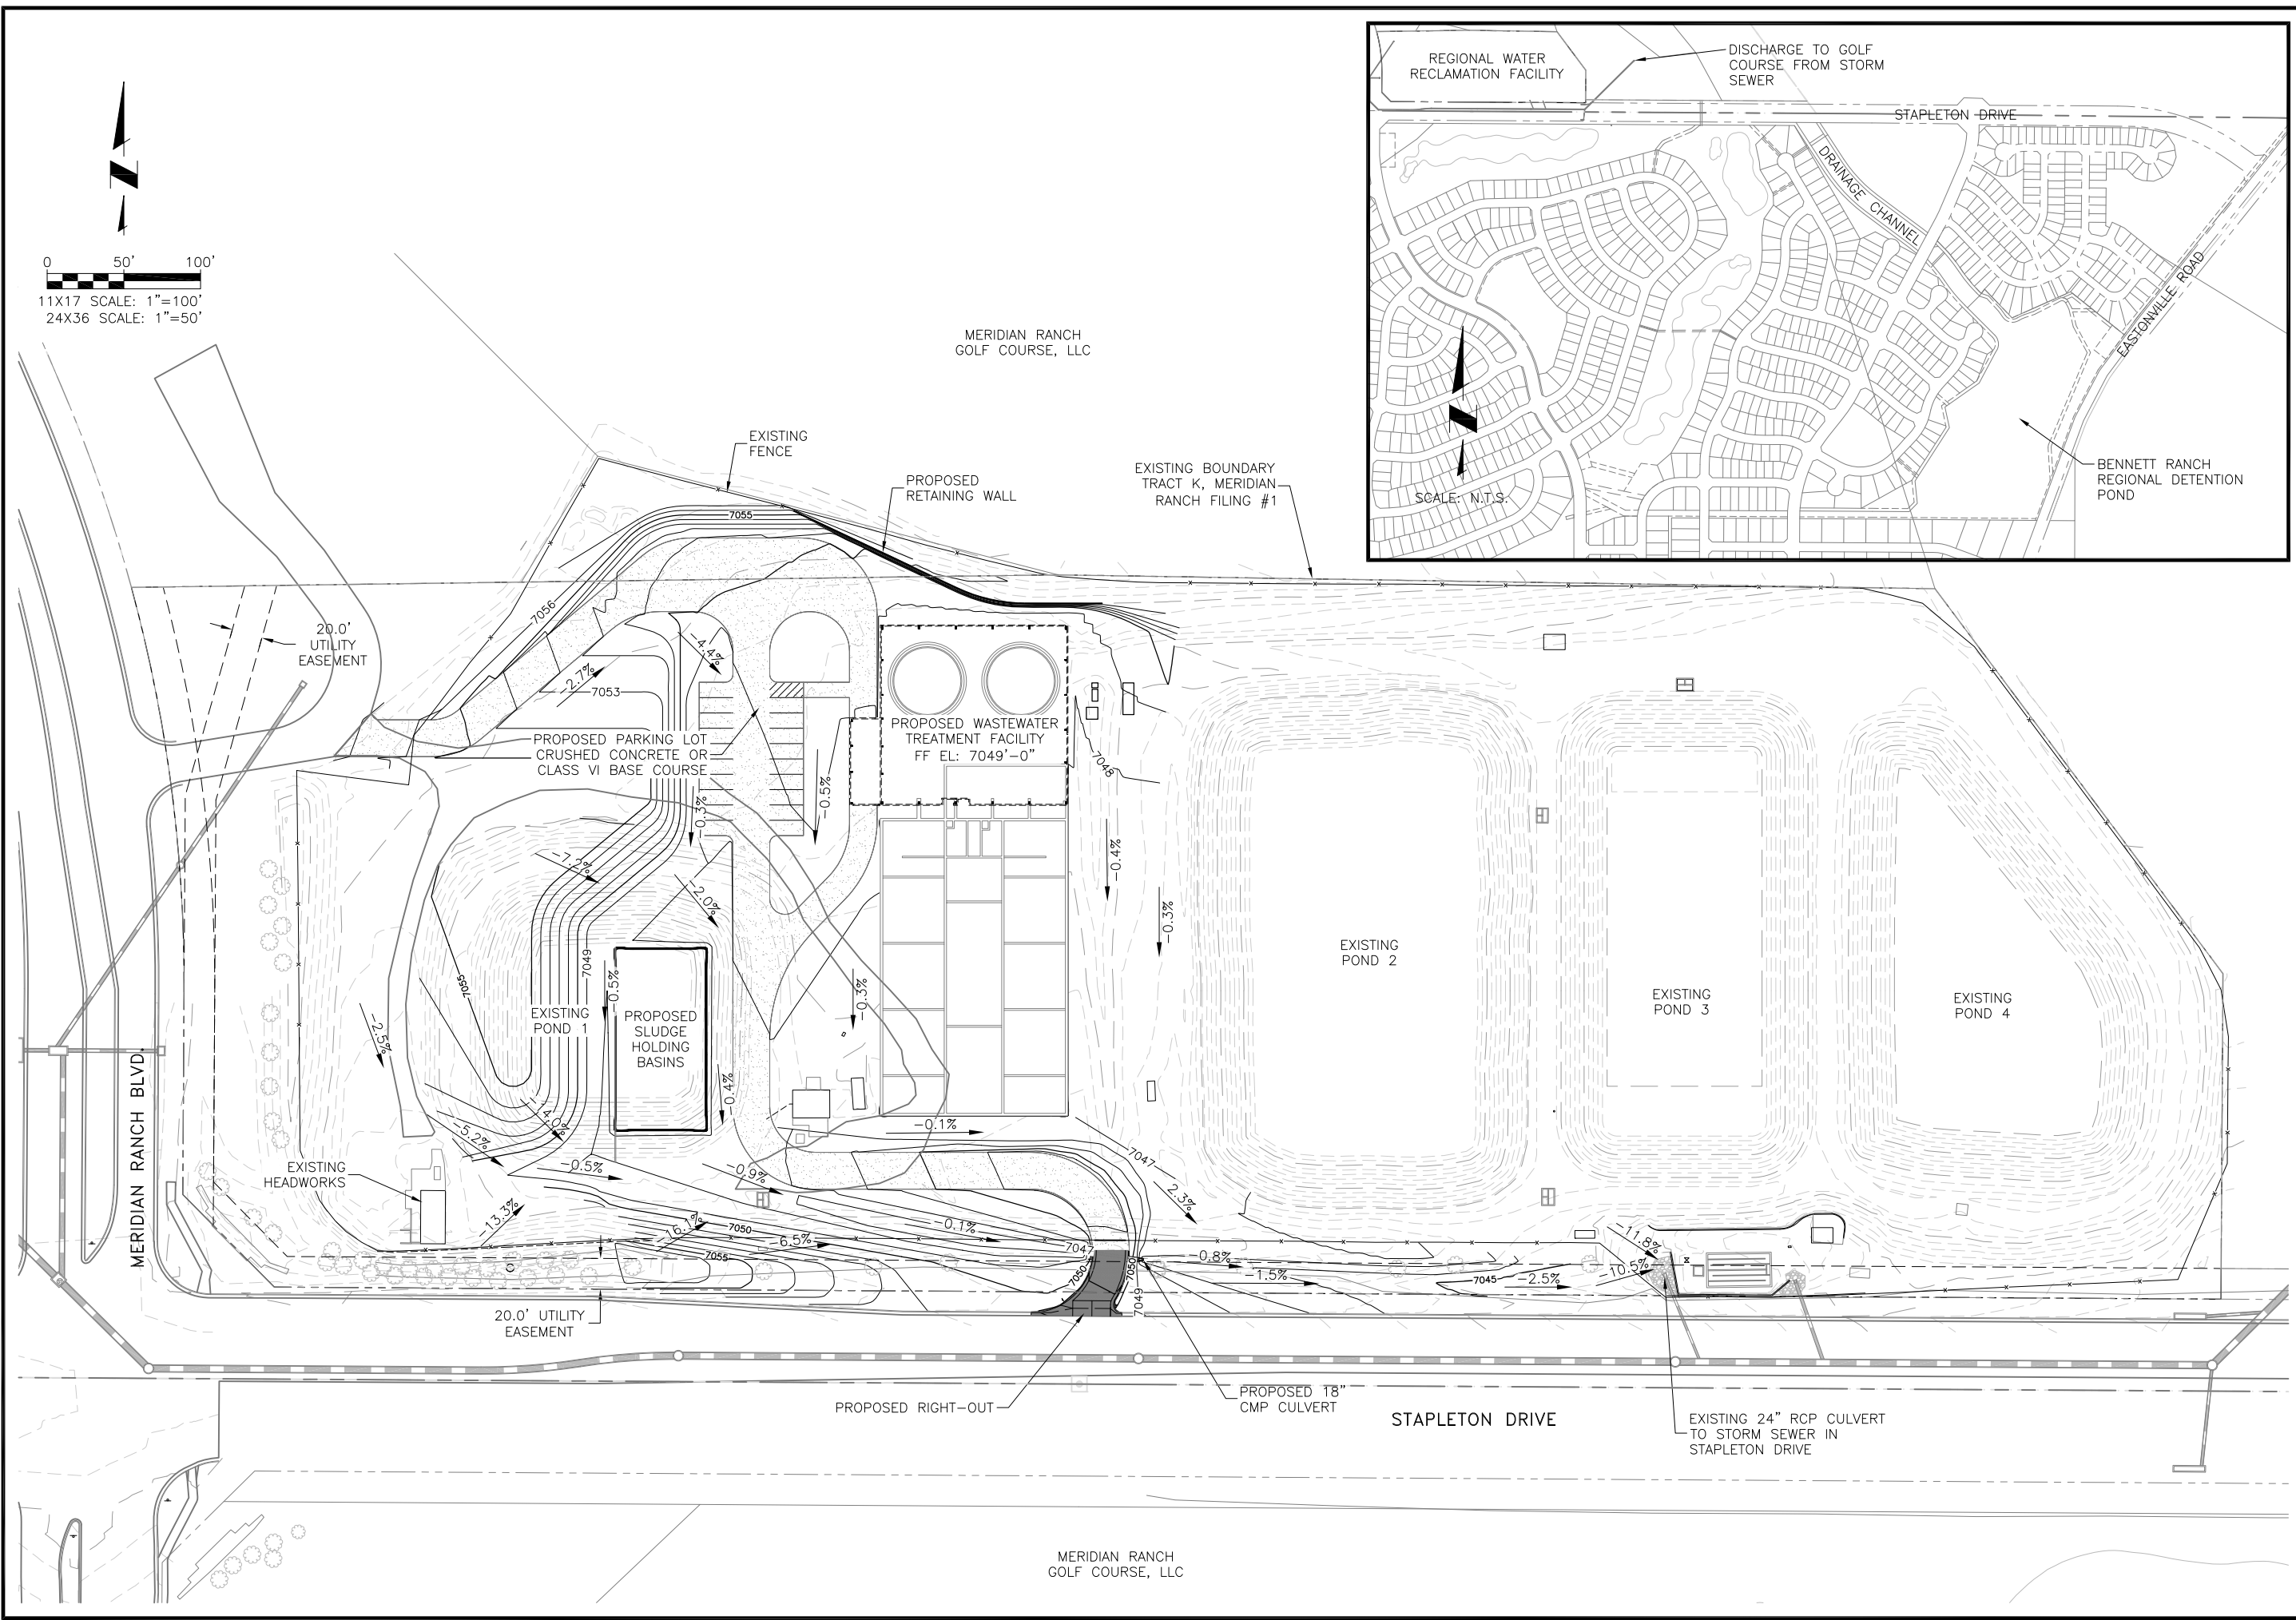 REGIONAL WATER
RECLAMATION FACILITY
DISCHARGE TO GOLF
COURSE FROM STORM
SEWER
STAPLETON DRIVE
DRAINAGE CHANNEL
EASTONVILLE ROAD
BENNETT RANCH
REGIONAL DETENTION
POND
SCALE: N.T.S.
N
N
0 50' 100'
11X17 SCALE: 1"=100'
24X36 SCALE: 1"=50'
MERIDIAN RANCH
GOLF COURSE, LLC
EXISTING
FENCE
PROPOSED
RETAINING WALL
EXISTING BOUNDARY
TRACT K, MERIDIAN
RANCH FILING #1
7055
7056
20.0'
UTILITY
EASEMENT
-4.4%
-2.7%
7053
PROPOSED PARKING LOT
CRUSHED CONCRETE OR
CLASS VI BASE COURSE
PROPOSED WASTEWATER
TREATMENT FACILITY
FF EL: 7049'-0"
7048
-0.5%
-0.3%
-7.2%
-2.0%
-0.4%
-0.3%
7049
7055
-0.5%
-0.3%
EXISTING
POND 1
PROPOSED
SLUDGE
HOLDING
BASINS
EXISTING
POND 2
EXISTING
POND 3
EXISTING
POND 4
-2.5%
-0.4%
-4.0%
-5.2%
-0.1%
MERIDIAN RANCH BLVD.
EXISTING
HEADWORKS
-0.5%
-0.9%
7047
-2.3%
-13.3%
-16.1%
7050
-6.5%
-0.1%
7047
7055
7050
7050
7049
-0.8%
-1.5%
7045
-2.5%
-11.8%
-10.5%
20.0' UTILITY
EASEMENT
PROPOSED RIGHT-OUT
PROPOSED 18"
CMP CULVERT
STAPLETON DRIVE
EXISTING 24" RCP CULVERT
TO STORM SEWER IN
STAPLETON DRIVE
MERIDIAN RANCH
GOLF COURSE, LLC